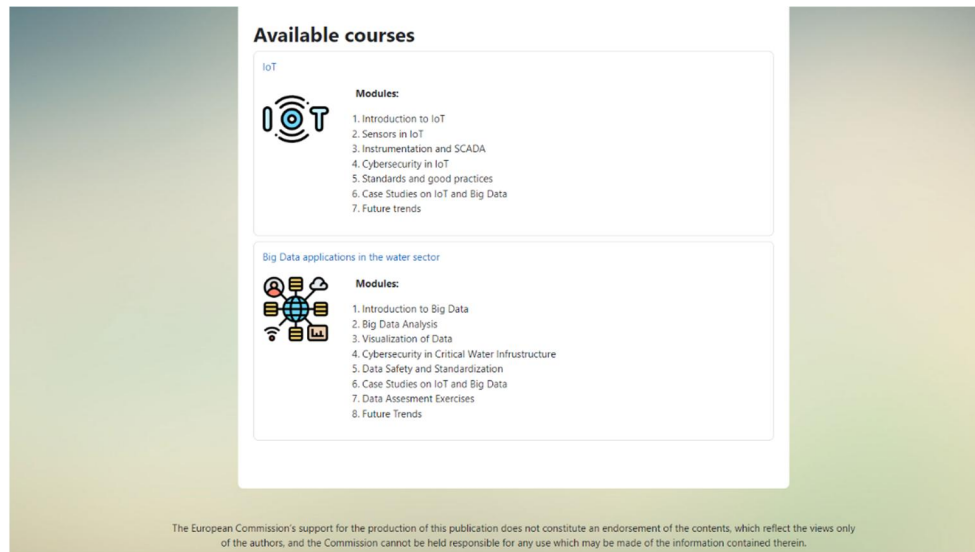 Available courses
IoT
IOT
Modules:
1. Introduction to IoT
2. Sensors in IoT
3. Instrumentation and SCADA
4. Cybersecurity in IoT
5. Standards and good practices
6. Case Studies on IoT and Big Data
7. Future trends
Big Data applications in the water sector
Modules:
1. Introduction to Big Data
2. Big Data Analysis
3. Visualization of Data
4. Cybersecurity in Critical Water Infrustructure
5. Data Safety and Standardization
6. Case Studies on IoT and Big Data
7. Data Assesment Exercises
8. Future Trends
The European Commission's support for the production of this publication does not constitute an endorsement of the contents, which reflect the views only
of the authors, and the Commission cannot be held responsible for any use which may be made of the information contained therein.